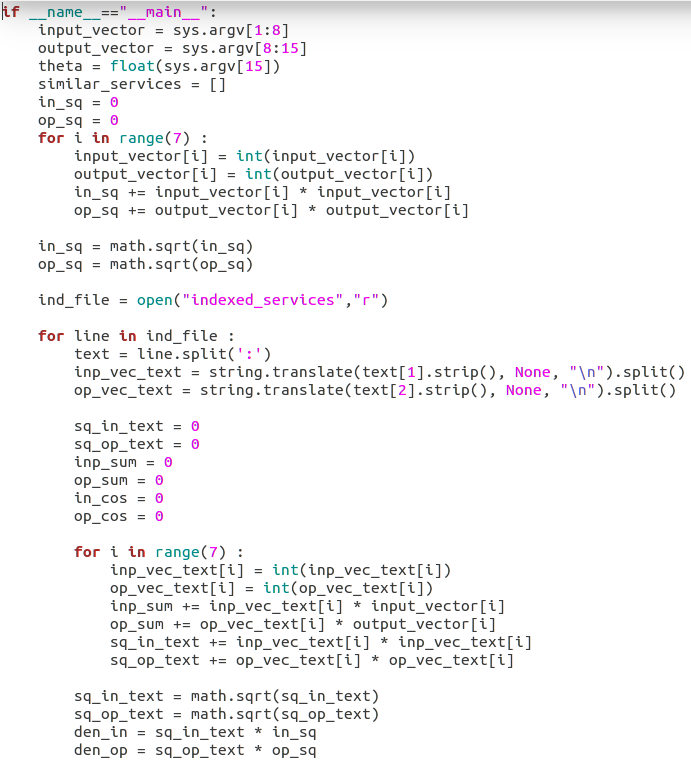 if __name__=="__main__":
    input_vector = sys.argv[1:8]
    output_vector = sys.argv[8:15]
    theta = float(sys.argv[15])
    similar_services = []
    in_sq = 0
    op_sq = 0
    for i in range(7) :
        input_vector[i] = int(input_vector[i])
        output_vector[i] = int(output_vector[i])
        in_sq += input_vector[i] * input_vector[i]
        op_sq += output_vector[i] * output_vector[i]

    in_sq = math.sqrt(in_sq)
    op_sq = math.sqrt(op_sq)

    ind_file = open("indexed_services","r")

    for line in ind_file :
        text = line.split(':')
        inp_vec_text = string.translate(text[1].strip(), None, "\n").split()
        op_vec_text = string.translate(text[2].strip(), None, "\n").split()

        sq_in_text = 0
        sq_op_text = 0
        inp_sum = 0
        op_sum = 0
        in_cos = 0
        op_cos = 0

        for i in range(7) :
            inp_vec_text[i] = int(inp_vec_text[i])
            op_vec_text[i] = int(op_vec_text[i])
            inp_sum += inp_vec_text[i] * input_vector[i]
            op_sum += op_vec_text[i] * output_vector[i]
            sq_in_text += inp_vec_text[i] * inp_vec_text[i]
            sq_op_text += op_vec_text[i] * op_vec_text[i]

        sq_in_text = math.sqrt(sq_in_text)
        sq_op_text = math.sqrt(sq_op_text)
        den_in = sq_in_text * in_sq
        den_op = sq_op_text * op_sq